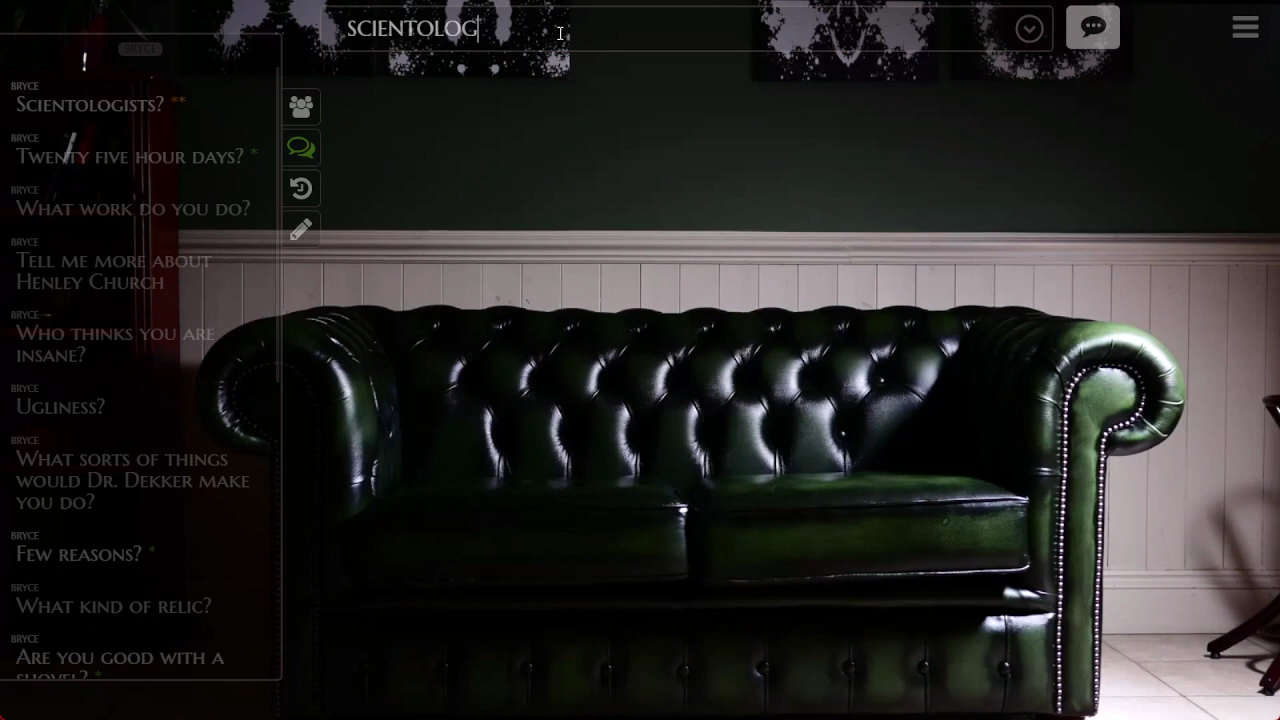 SCIENTOLOG
BRYCE
BRYCE
Scientologists? **
BRYCE
Twenty five hour days? *
BRYCE
What work do you do?
BRYCE
Tell me more about
Henley Church
BRYCE
Who thinks you are
insane?
BRYCE
Ugliness?
BRYCE
What sorts of things
would Dr. Dekker make
you do?
BRYCE
Few reasons? *
BRYCE
What kind of relic?
BRYCE
Are you good with a
shovel? *